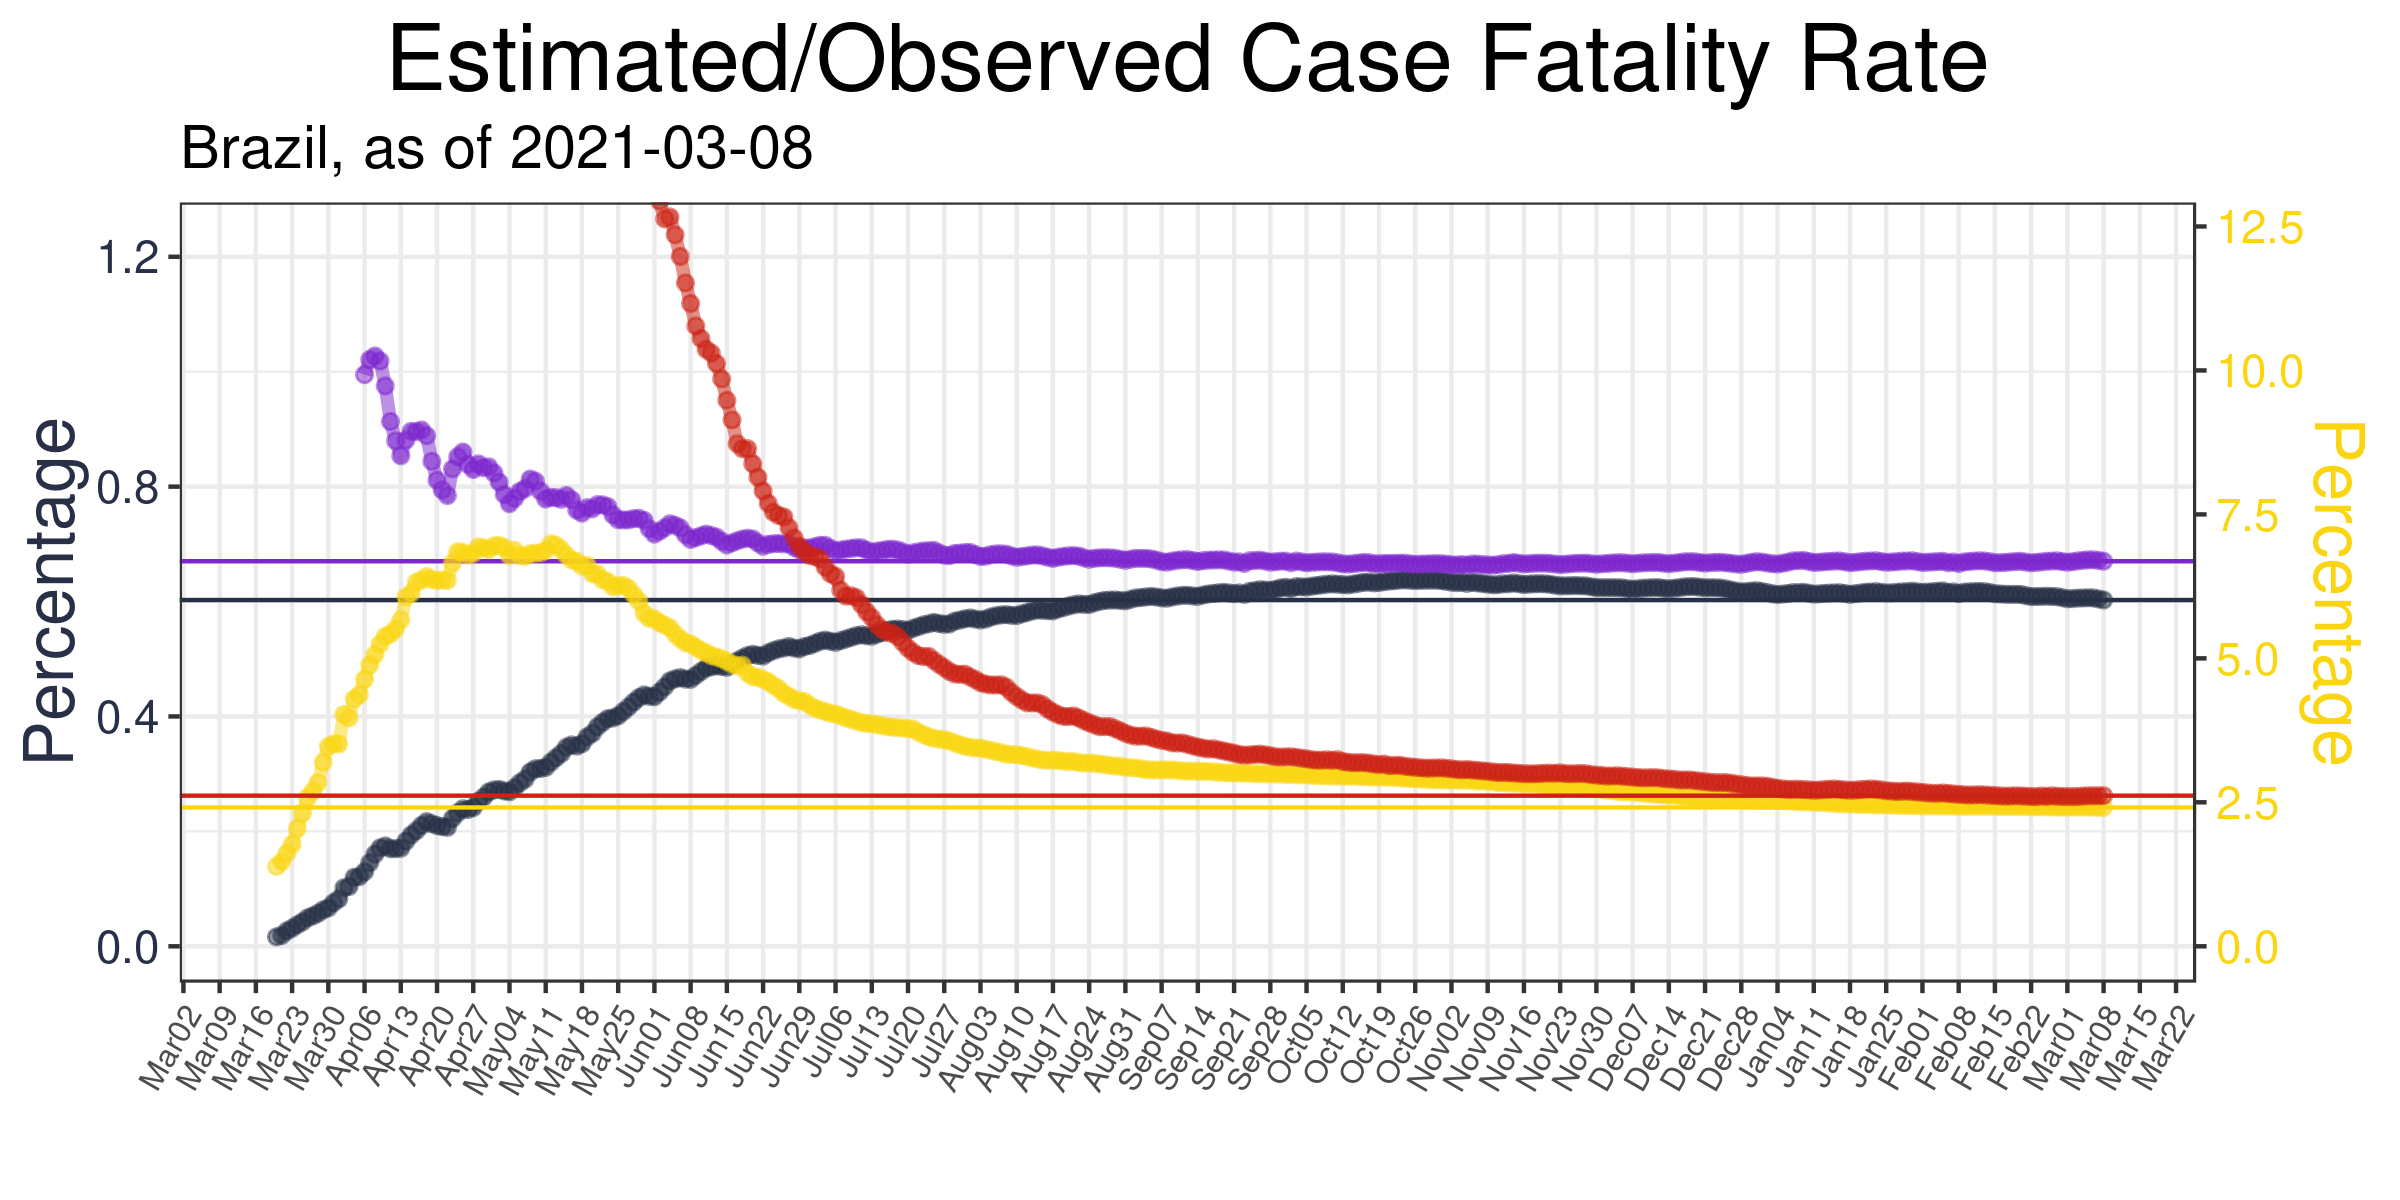 Estimated/Observed Case Fatality Rate
Brazil, as of 2021-03-08
Percentage
1.2
0.8
0.4
0.0
12.5
10.0
7.5
5.0
2.5
0.0
Percentage
Mar02
Mar09
Mar16
Mar23
Mar30
Apr06
Apr13
Apr20
Apr27
May04
May11
May18
May25
Jun01
Jun08
Jun15
Jun22
Jun29
Jul06
Jul13
Jul20
Jul27
Aug03
Aug10
Aug17
Aug24
Aug31
Sep07
Sep14
Sep21
Sep28
Oct05
Oct12
Oct19
Oct26
Nov02
Nov09
Nov16
Nov23
Nov30
Dec07
Dec14
Dec21
Dec28
Jan04
Jan11
Jan18
Jan25
Feb01
Feb08
Feb15
Feb22
Mar01
Mar08
Mar15
Mar22